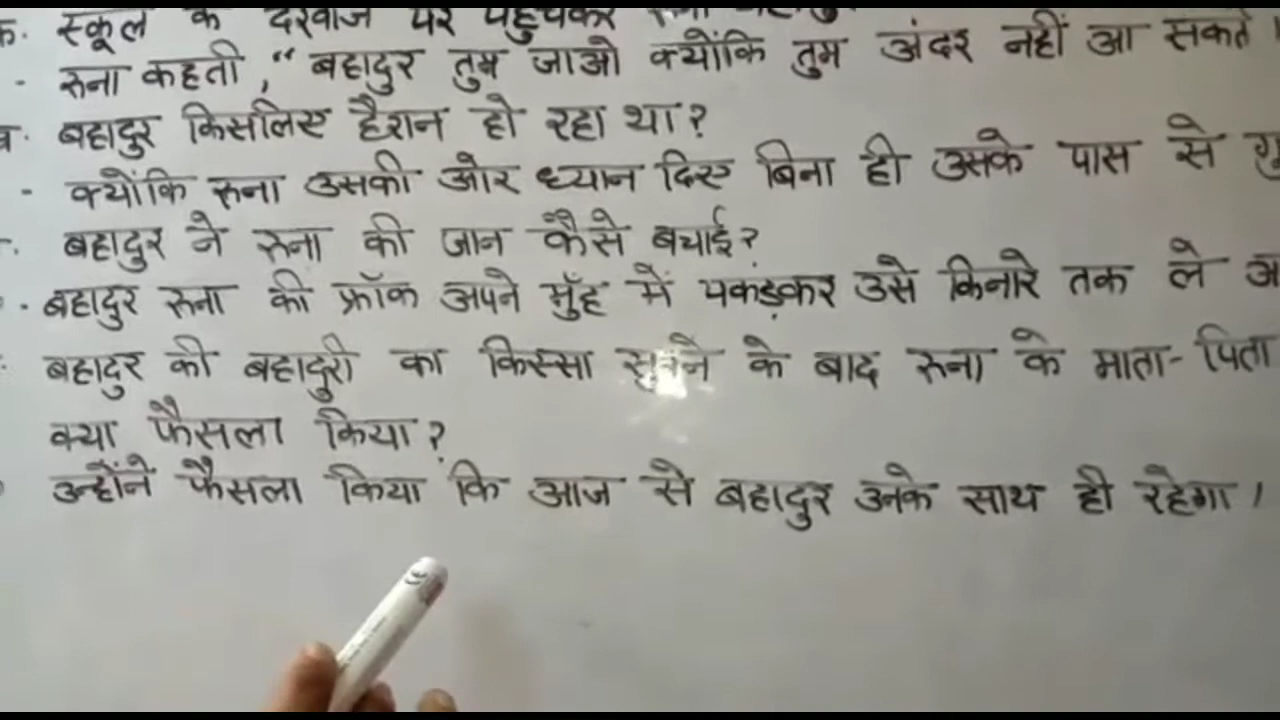 क. स्कूल के दरवाजे पर पहुँचकर
- रूना कहती, "बहादुर तुम जाओ क्योंकि तुम अंदर नहीं आ सकते।
बहादुर किसलिए हैरान हो रहा था?
- क्योंकि रूना उसकी ओर ध्यान दिए बिना ही उसके पास से
बहादुर ने रूना की जान कैसे बचाई?
- बहादुर रूना की फ्रॉक अपने मुँह में पकड़कर उसे किनारे तक ले
बहादुर की बहादुरी का किस्सा सुनने के बाद रूना के माता-पिता
क्या फैसला किया?
उन्होंने फैसला किया कि आज से बहादुर उनके साथ ही रहेगा।